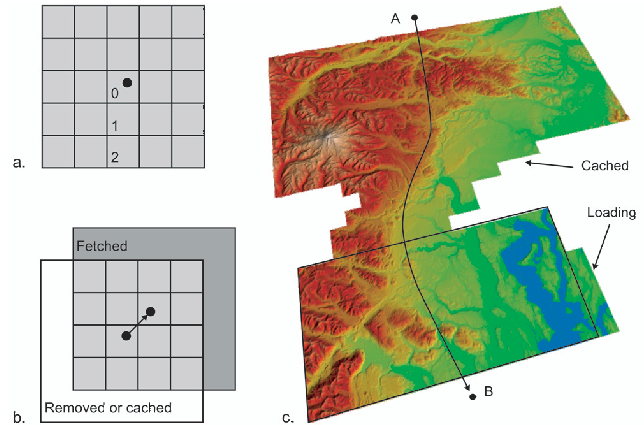 0
1
2
a.
Fetched
Removed or cached
b.
A
Cached
Loading
B
c.